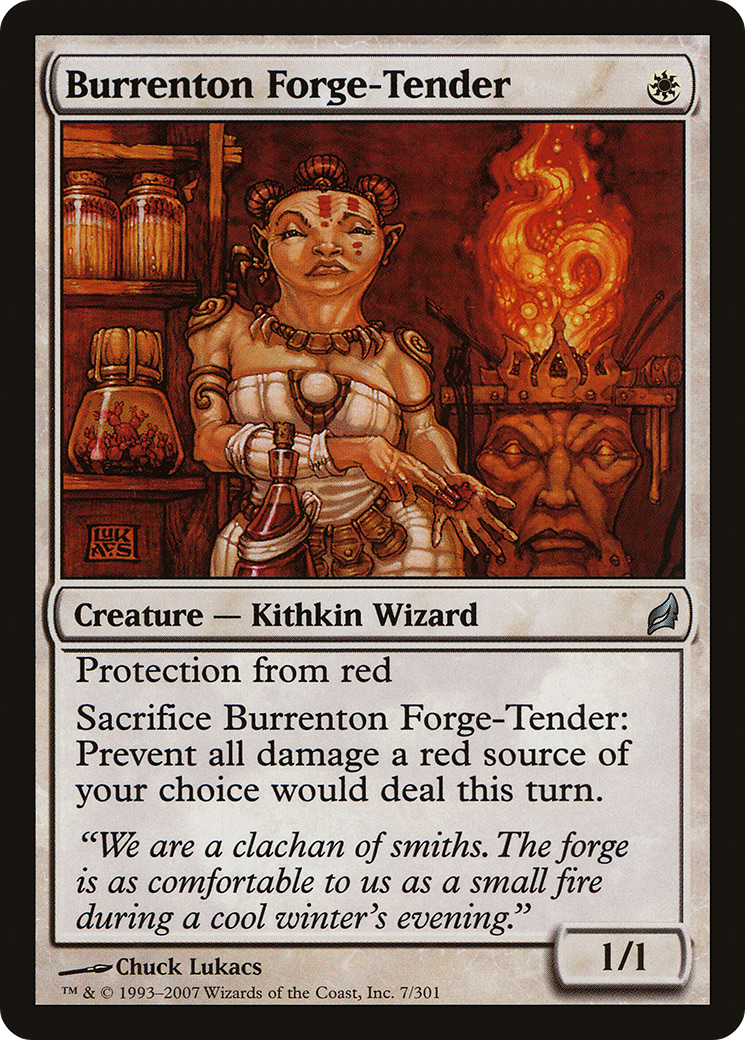 Burrenton Forge-Tender
LUK
AES
Creature — Kithkin Wizard
Protection from red
Sacrifice Burrenton Forge-Tender:
Prevent all damage a red source of
your choice would deal this turn.
“We are a clachan of smiths. The forge
is as comfortable to us as a small fire
during a cool winter’s evening.”
1/1
Chuck Lukacs
™ & © 1993–2007 Wizards of the Coast, Inc. 7/301